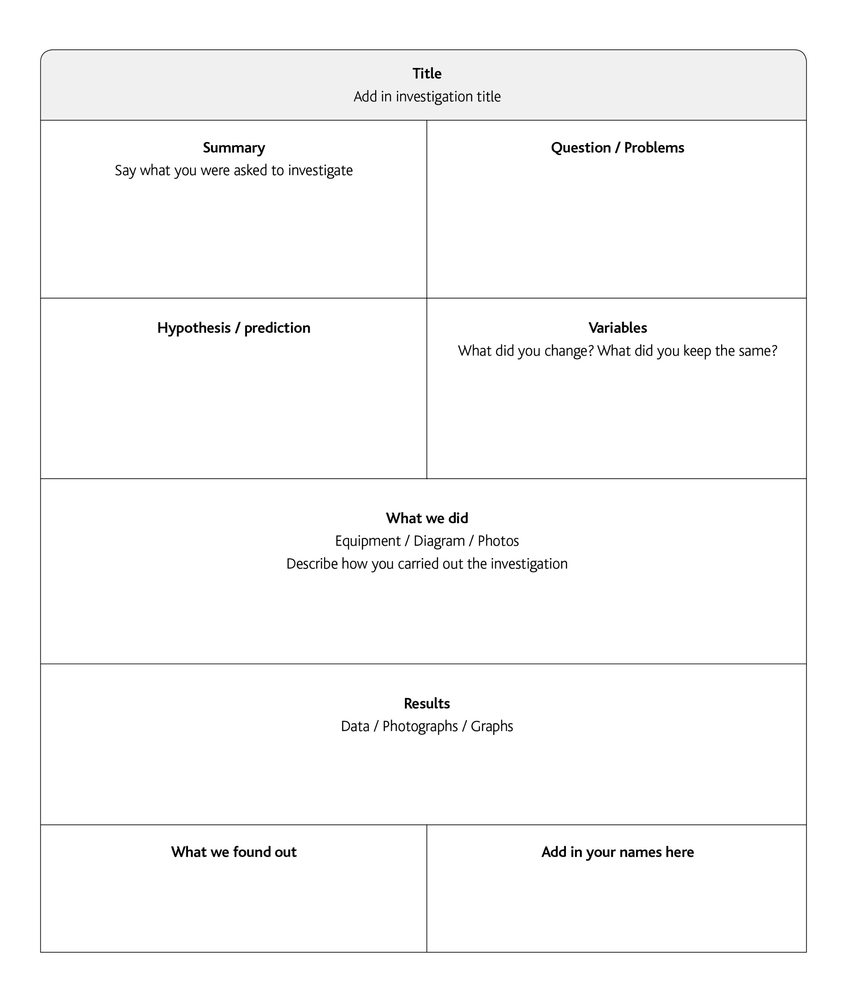 Title
Add in investigation title
Summary
Say what you were asked to investigate
Question / Problems
Hypothesis / prediction
Variables
What did you change? What did you keep the same?
What we did
Equipment / Diagram / Photos
Describe how you carried out the investigation
Results
Data / Photographs / Graphs
What we found out
Add in your names here